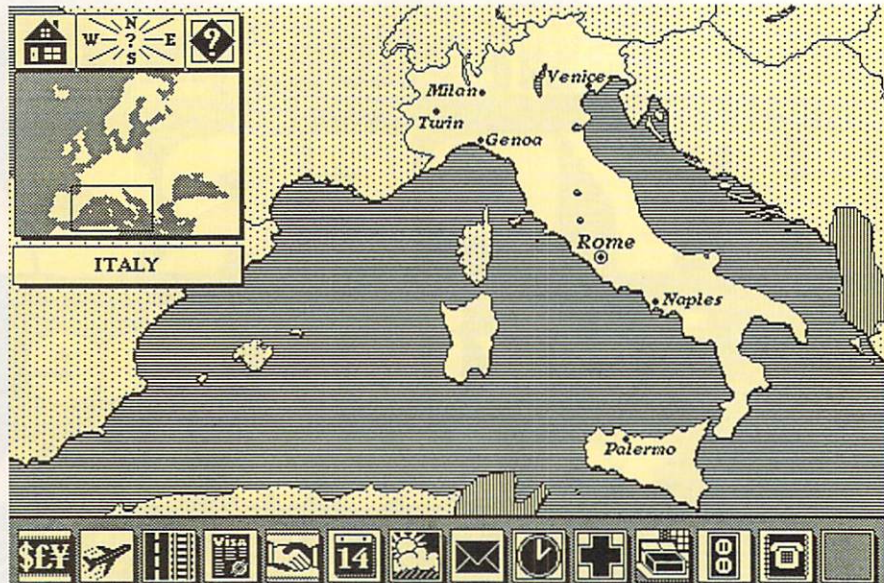 N
W ? E
S
?
ITALY
Milan
Venice
Turin
Genoa
Rome
Naples
Palermo
$£¥
Visa
14